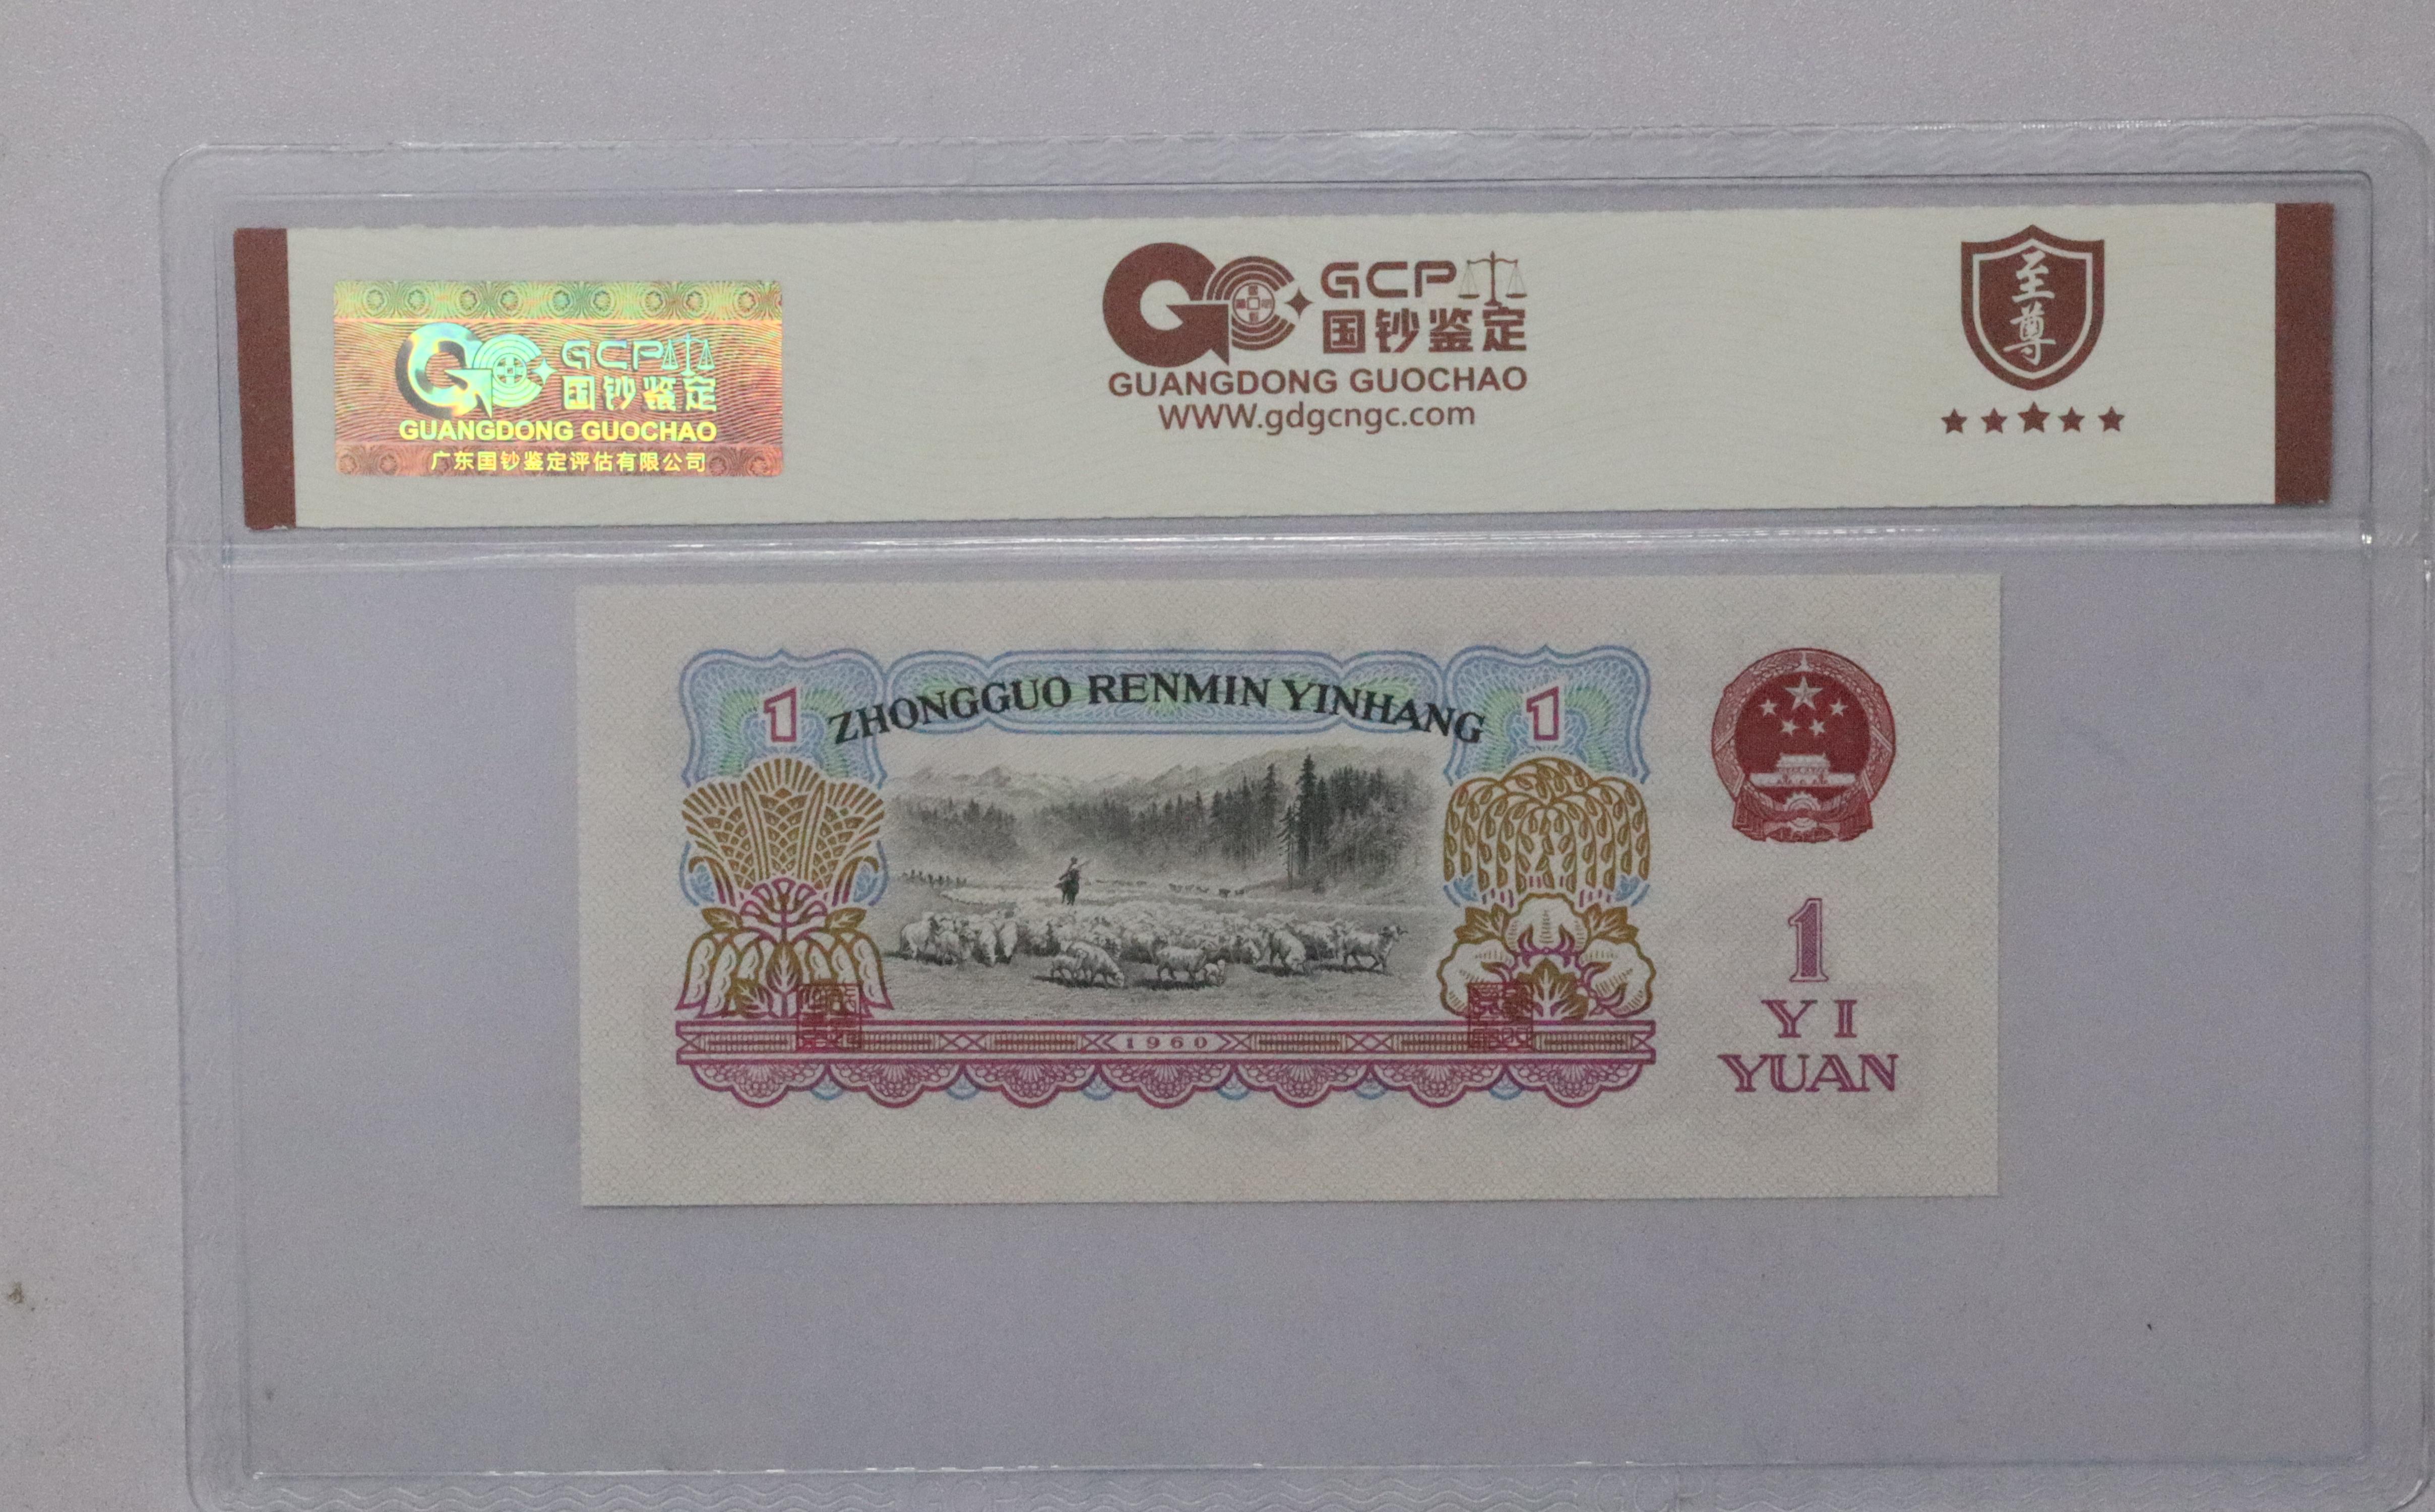 GCP
国钞鉴定
GUANGDONG GUOCHAO
广东国钞鉴定评估有限公司
GCP
国钞鉴定
GUANGDONG GUOCHAO
WWW.gdgcngc.com
至尊
1
ZHONGGUO RENMIN YINHANG
1
1960
1
YI
YUAN